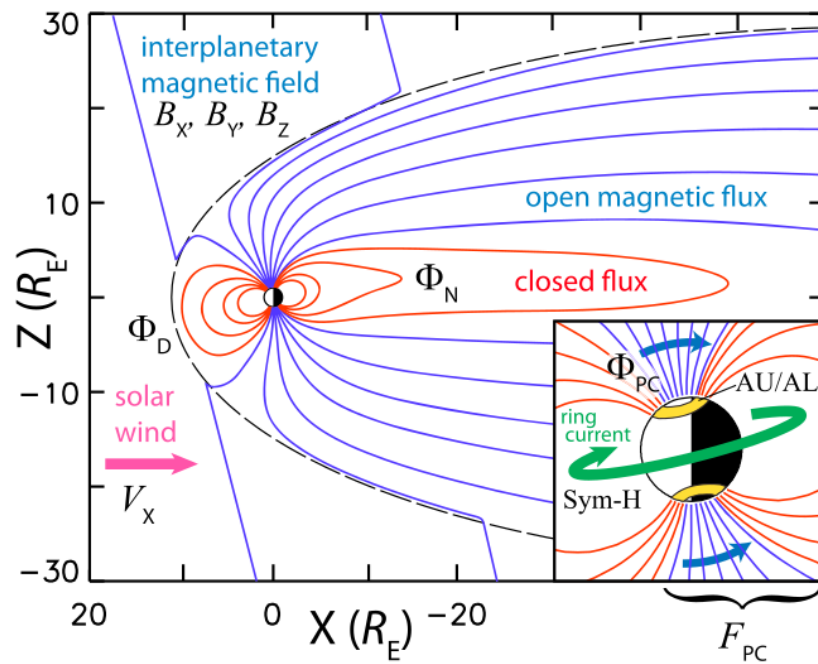 30
interplanetary
magnetic field
B_X, B_Y, B_Z
10
open magnetic flux
Φ_N
closed flux
Z (R_E)
Φ_D
-10
solar
wind
V_X
Φ_PC
AU/AL
ring
current
Sym-H
-30
20
0
-20
X (R_E)
F_PC